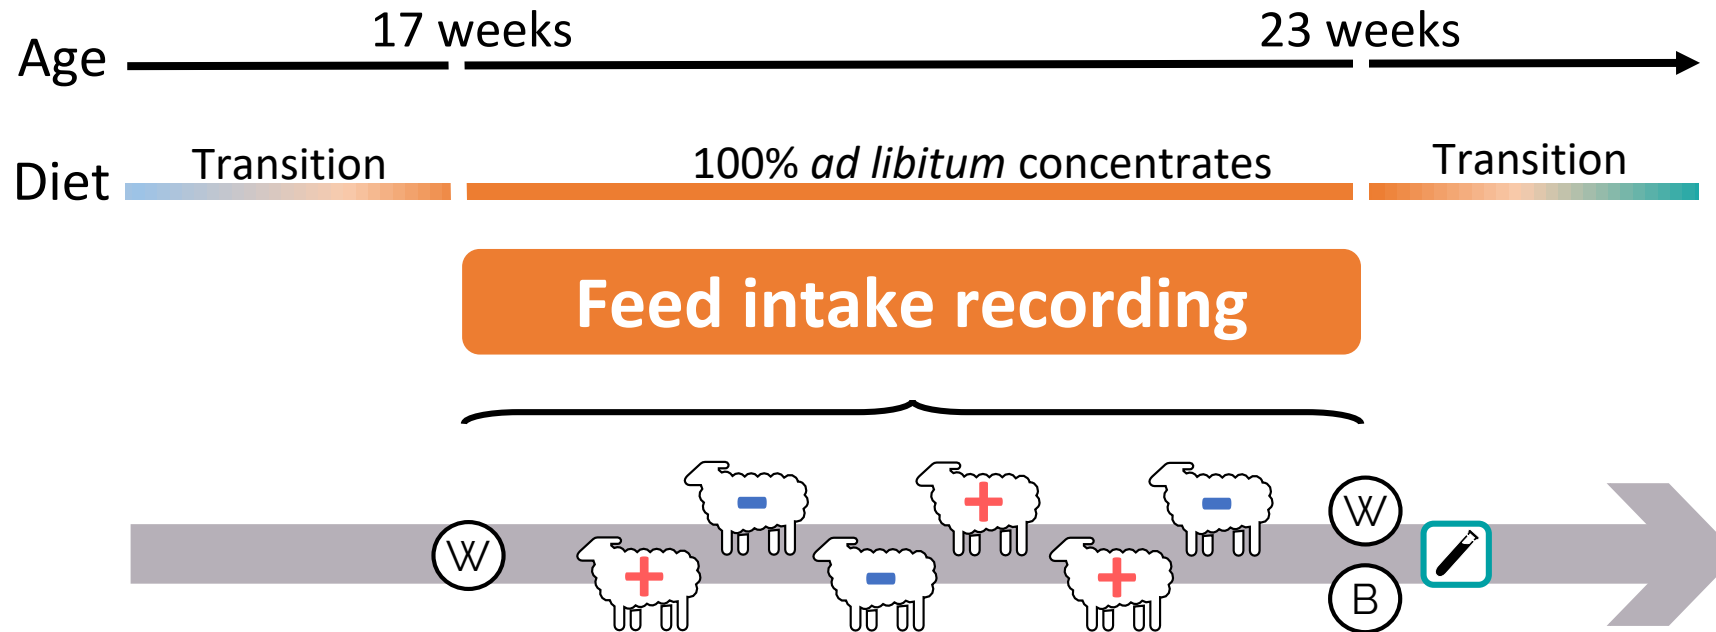 Age
17 weeks
23 weeks
Diet
Transition
100% ad libitum concentrates
Transition
Feed intake recording
- + -
W
W
+ - +
B